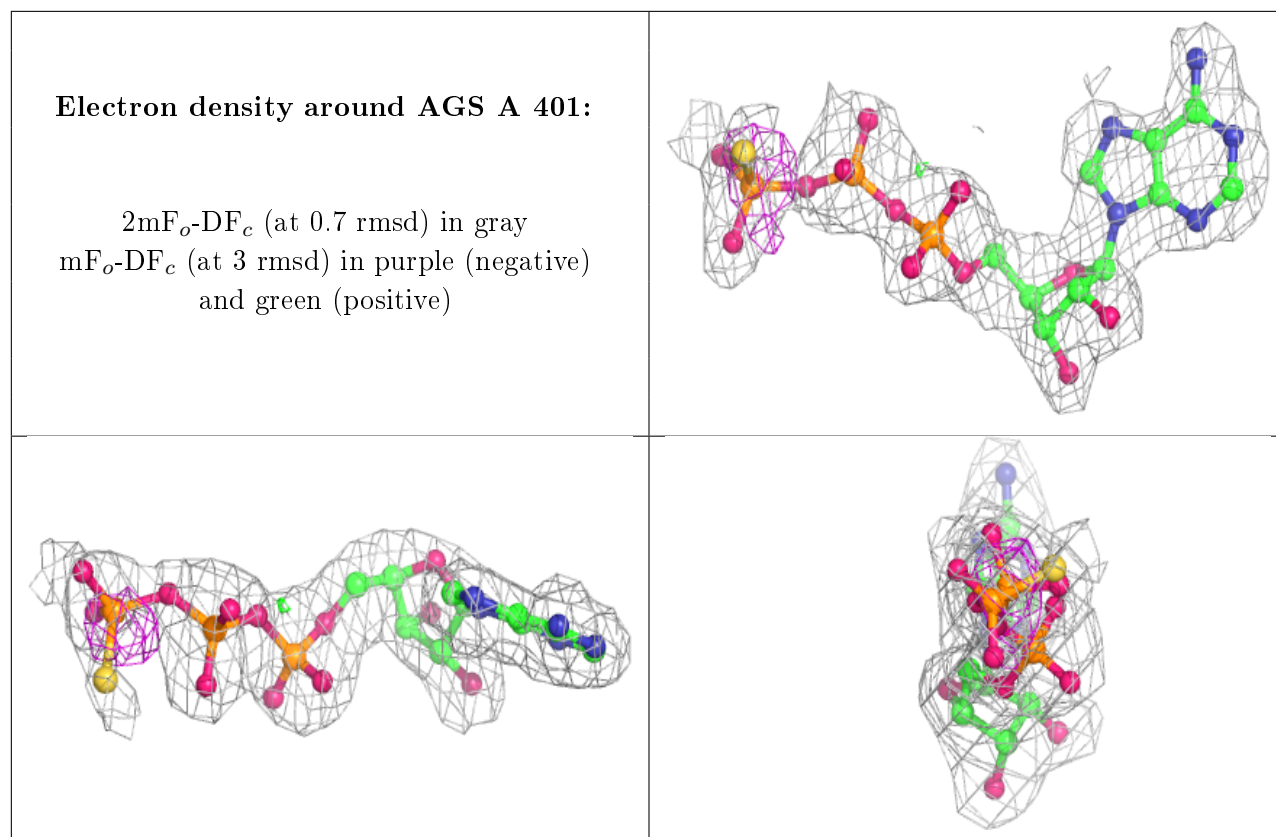 Electron density around AGS A 401:
2mFo-DFc (at 0.7 rmsd) in gray
mFo-DFc (at 3 rmsd) in purple (negative)
and green (positive)